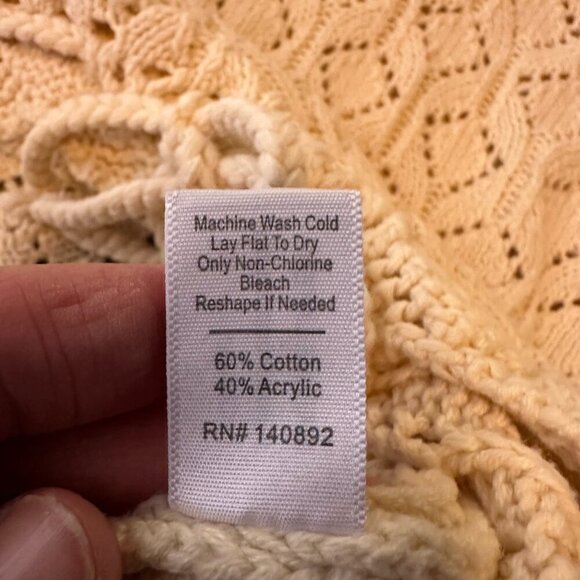 Machine Wash Cold
Lay Flat To Dry
Only Non-Chlorine
Bleach
Reshape If Needed
60% Cotton
40% Acrylic
RN# 140892